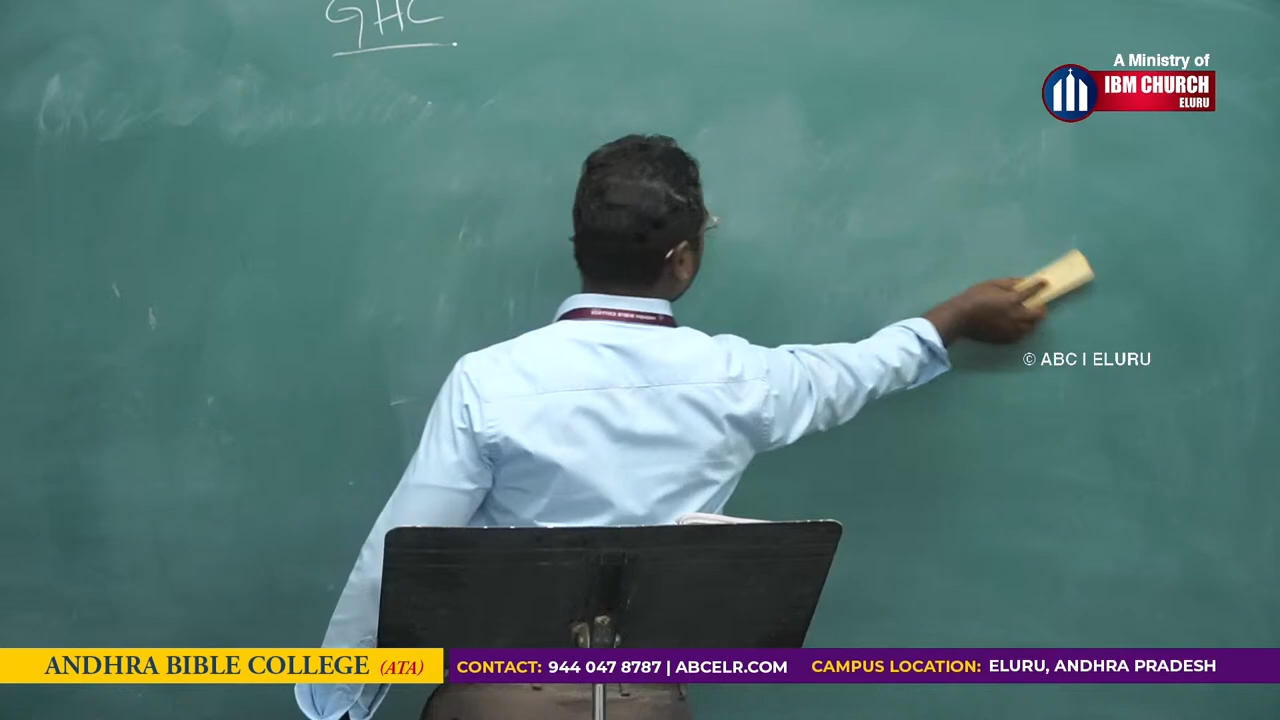 GHC
A Ministry of
IBM CHURCH
ELURU
© ABC | ELURU
ANDHRA BIBLE COLLEGE (ATA)
CONTACT: 944 047 8787 | ABCELR.COM
CAMPUS LOCATION: ELURU, ANDHRA PRADESH